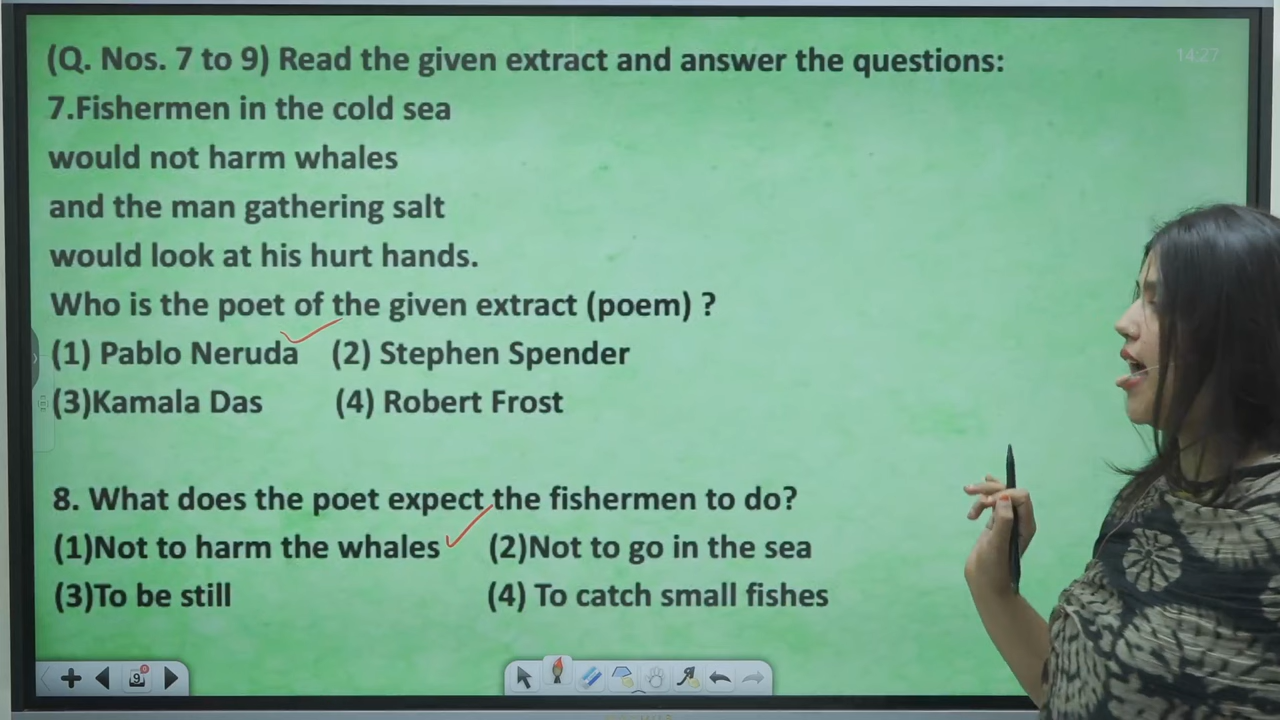 (Q. Nos. 7 to 9) Read the given extract and answer the questions:
14:27
7.Fishermen in the cold sea
would not harm whales
and the man gathering salt
would look at his hurt hands.
Who is the poet of the given extract (poem) ?
(1) Pablo Neruda (2) Stephen Spender
(3)Kamala Das (4) Robert Frost
8. What does the poet expect the fishermen to do?
(1)Not to harm the whales (2)Not to go in the sea
(3)To be still (4) To catch small fishes
9